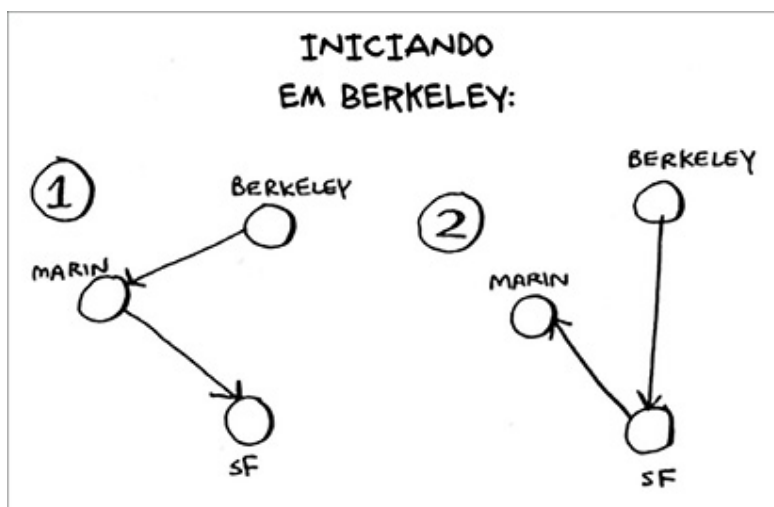 INICIANDO
EM BERKELEY:
1
BERKELEY
MARIN
SF
2
BERKELEY
MARIN
SF